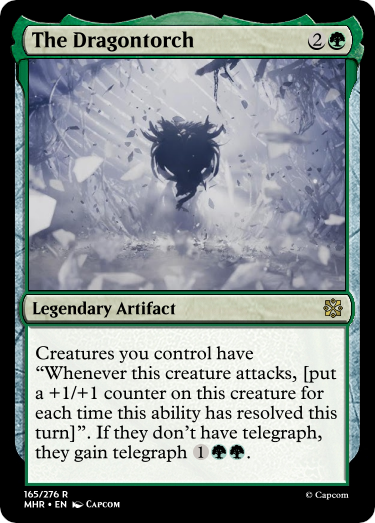 The Dragontorch 2
Legendary Artifact
Creatures you control have
“Whenever this creature attacks, [put
a +1/+1 counter on this creature for
each time this ability has resolved this
turn]”. If they don't have telegraph,
they gain telegraph 1.
165/276 R
MHR • EN Capcom
© Capcom